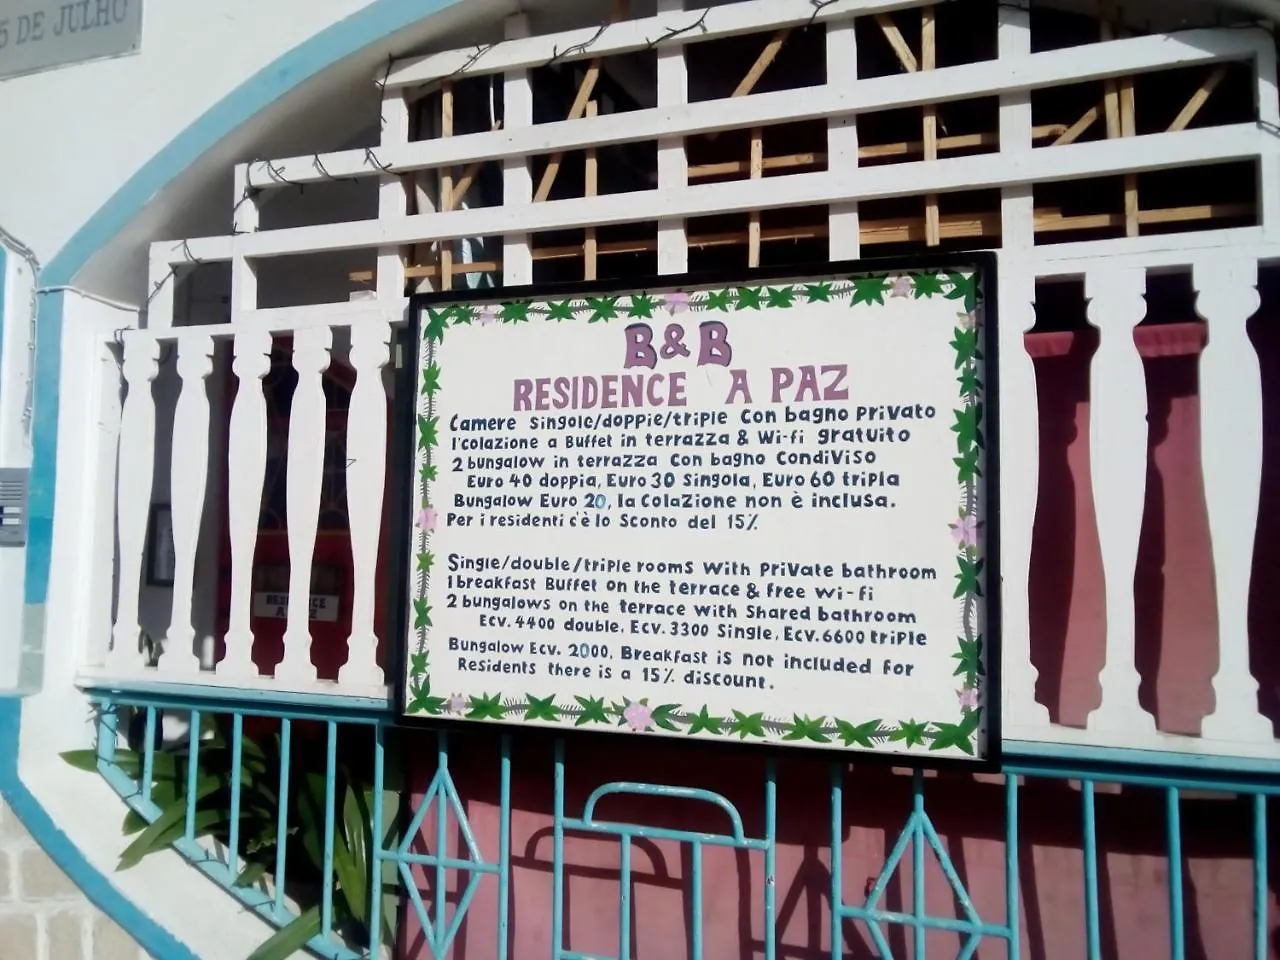 5 DE JULHO
B&B
RESIDENCE A PAZ
Camere Singole/doppie/triple Con bagno Privato
1'colazione a Buffet in terrazza & Wi-fi gratuito
2 bungalow in terrazza Con bagno CondiViso
Euro 40 doppia, Euro 30 Singola, Euro 60 tripla
Bungalow Euro 20, la ColaZione non è inclusa.
Per i residenti c'è lo Sconto del 15%
Single/double/triple rooms With Private bathroom
1 breakfast Buffet on the terrace & free wi-fi
2 bungalows on the terrace with Shared bathroom
Ecv. 4400 double, Ecv. 3300 Single, Ecv. 6600 triple
Bungalow Ecv. 2000, Breakfast is not included for
Residents there is a 15% discount.
RESIDENCE
A PAZ